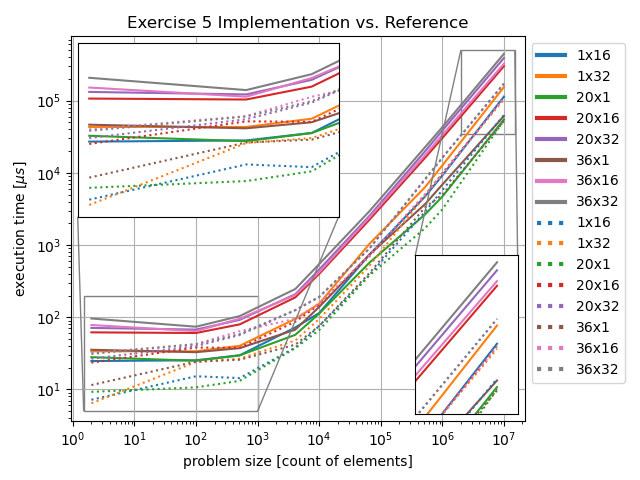 Exercise 5 Implementation vs. Reference
execution time [μs]
10⁵
10⁴
10³
10²
10¹
10⁰ 10¹ 10² 10³ 10⁴ 10⁵ 10⁶ 10⁷
problem size [count of elements]
1x16
1x32
20x1
20x16
20x32
36x1
36x16
36x32
1x16
1x32
20x1
20x16
20x32
36x1
36x16
36x32